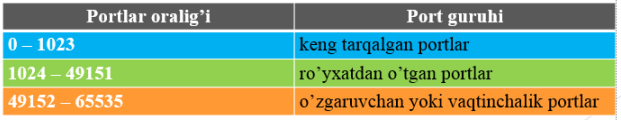 Portlar oralig’i Port guruhi
0 – 1023 keng tarqalgan portlar
1024 – 49151 ro’yxatdan o’tgan portlar
49152 – 65535 o’zgaruvchan yoki vaqtinchalik portlar